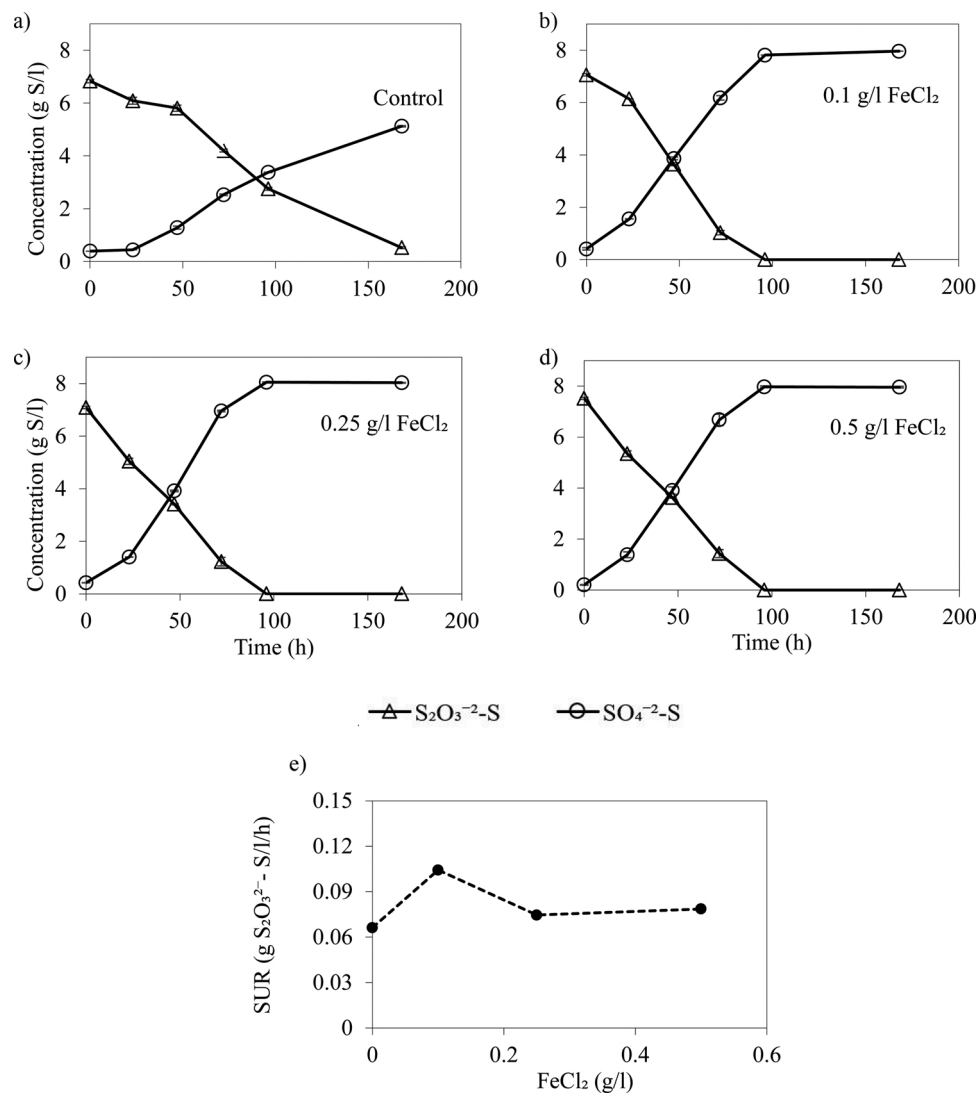 a)
8
6
4
2
0
Concentration (g S/l)
Control
0 50 100 150 200
b)
8
6
4
2
0
0.1 g/l FeCl₂
0 50 100 150 200
c)
8
6
4
2
0
Concentration (g S/l)
0.25 g/l FeCl₂
0 50 100 150 200
Time (h)
d)
8
6
4
2
0
0.5 g/l FeCl₂
0 50 100 150 200
Time (h)
S₂O₃⁻²-S SO₄⁻²-S
e)
0.15
0.12
0.09
0.06
0.03
0
SUR (g S₂O₃²⁻- S/l/h)
0 0.2 0.4 0.6
FeCl₂ (g/l)